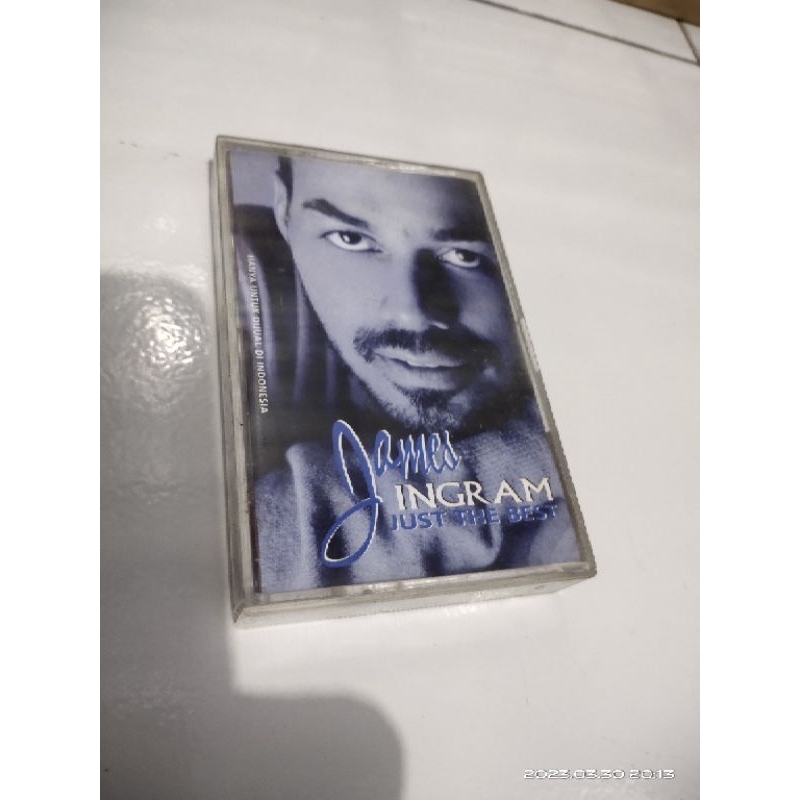 HANYA UNTUK DIJUAL DI INDONESIA
James
INGRAM
JUST THE BEST
2023.03.30 20:13